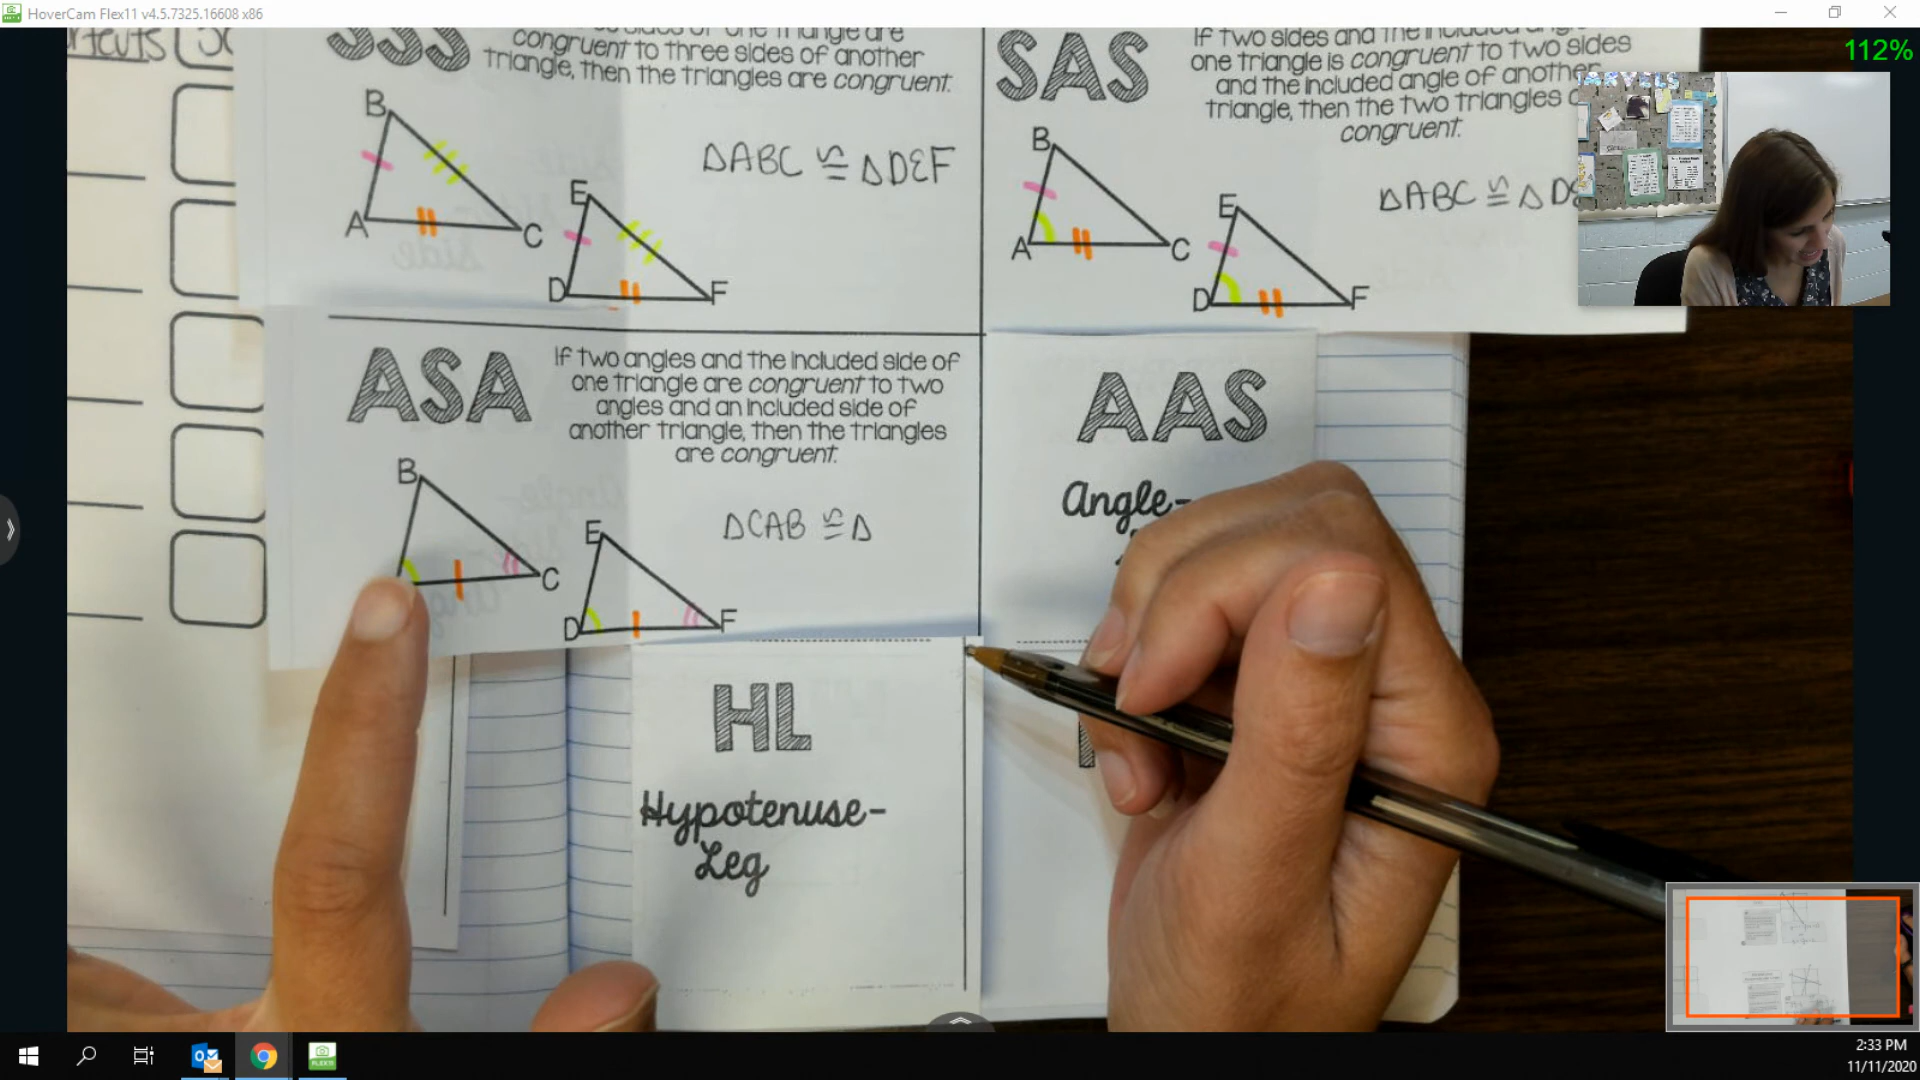 HoverCam Flex11 v4.5.7325.16608 x86
112%
SSS
congruent to three sides of another
triangle, then the triangles are congruent.
B
A
C
E
D
F
ΔABC ≅ ΔDEF
SAS
If two sides and the included
one triangle is congruent to two sides
and the included angle of another
triangle, then the two triangles
congruent.
B
A
C
E
D
F
ΔABC ≅ ΔD
ASA
If two angles and the included side of
one triangle are congruent to two
angles and an included side of
another triangle, then the triangles
are congruent.
B
C
E
D
F
ΔCAB ≅ Δ
AAS
Angle-
HL
Hypotenuse-
Leg
2:33 PM
11/11/2020